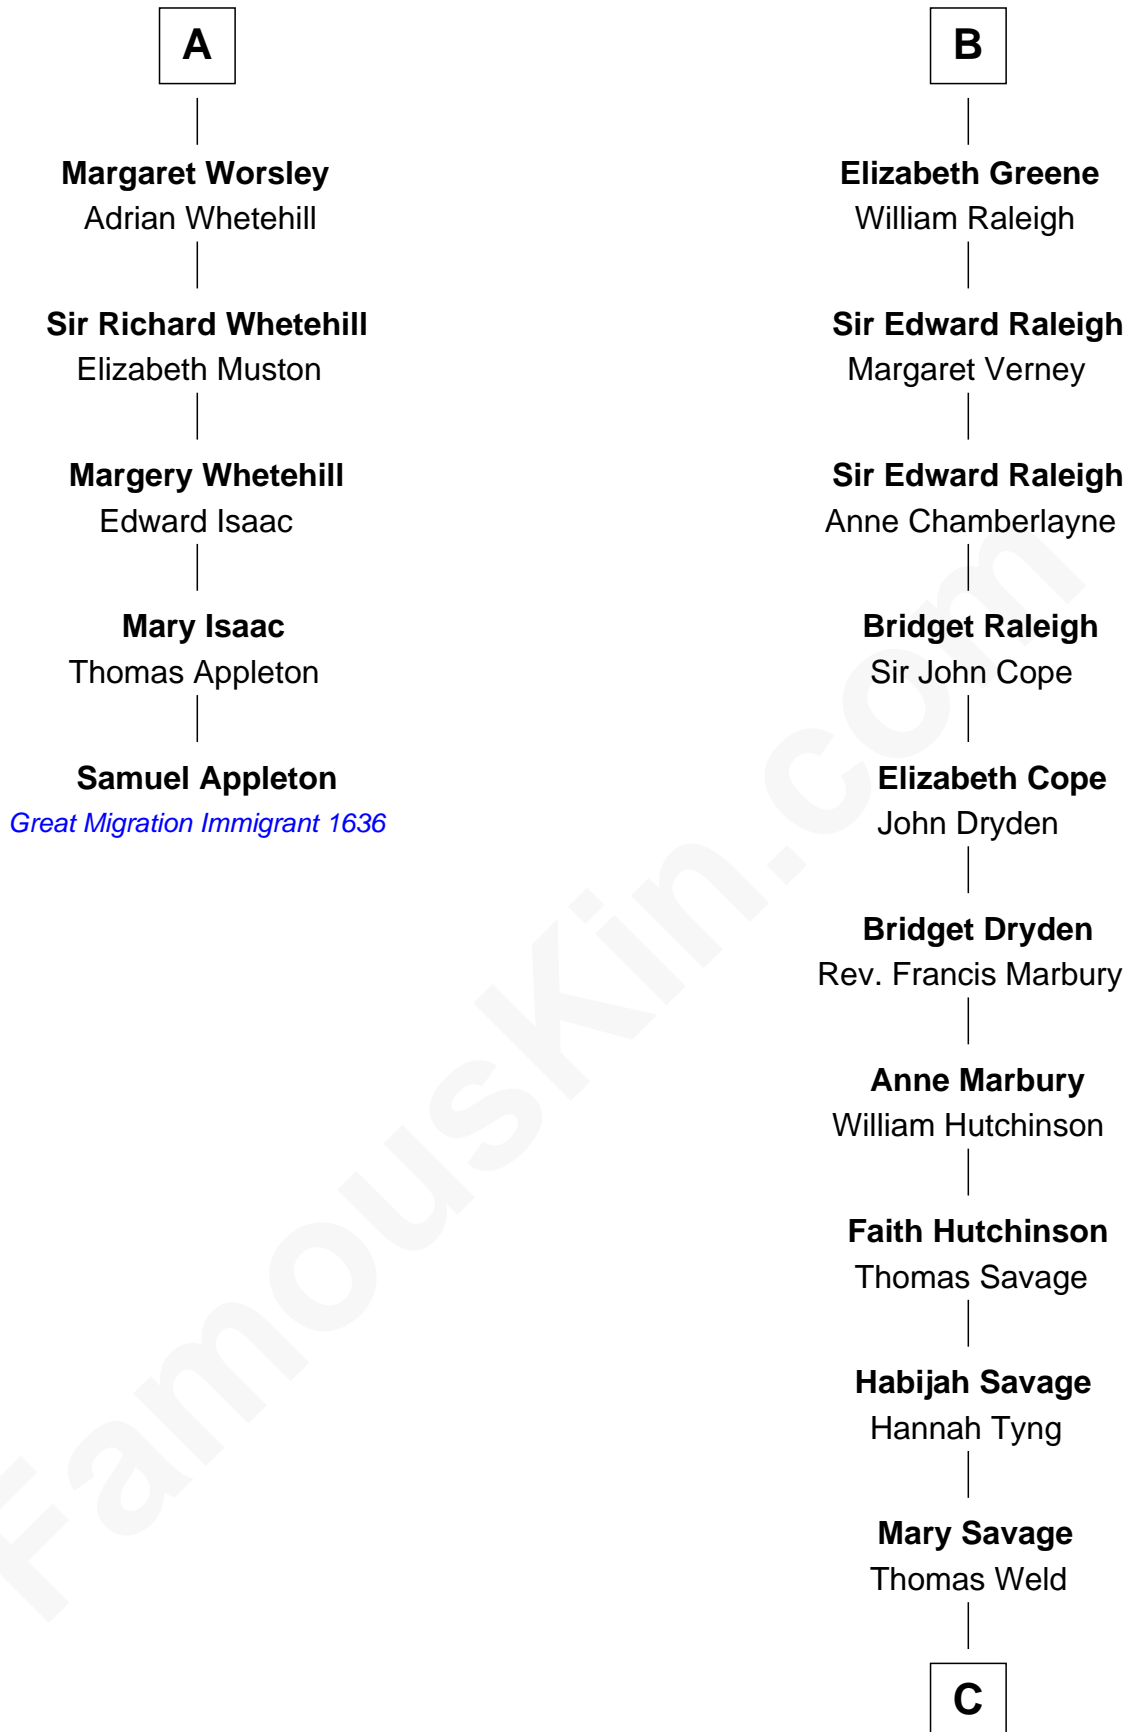 A
Margaret Worsley
Adrian Whetehill
Sir Richard Whetehill
Elizabeth Muston
Margery Whetehill
Edward Isaac
Mary Isaac
Thomas Appleton
Samuel Appleton
Great Migration Immigrant 1636
B
Elizabeth Greene
William Raleigh
Sir Edward Raleigh
Margaret Verney
Sir Edward Raleigh
Anne Chamberlayne
Bridget Raleigh
Sir John Cope
Elizabeth Cope
John Dryden
Bridget Dryden
Rev. Francis Marbury
Anne Marbury
William Hutchinson
Faith Hutchinson
Thomas Savage
Habijah Savage
Hannah Tyng
Mary Savage
Thomas Weld
C
FamousKin.com